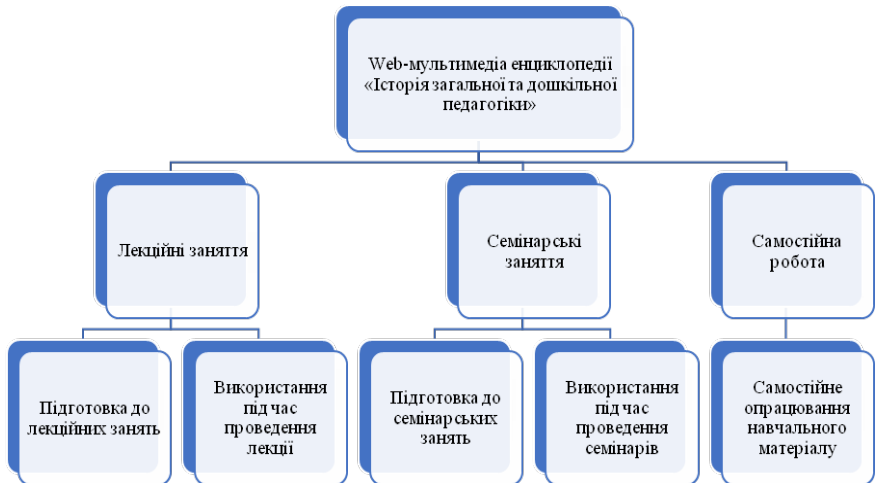 Web-мультимедіа енциклопедії
«Історія загальної та дошкільної
педагогіки»
Лекційні заняття
Семінарські
заняття
Самостійна
робота
Підготовка до
лекційних занять
Використання
під час
проведення
лекції
Підготовка до
семінарських
занять
Використання
під час
проведення
семінарів
Самостійне
опрацювання
навчального
матеріалу